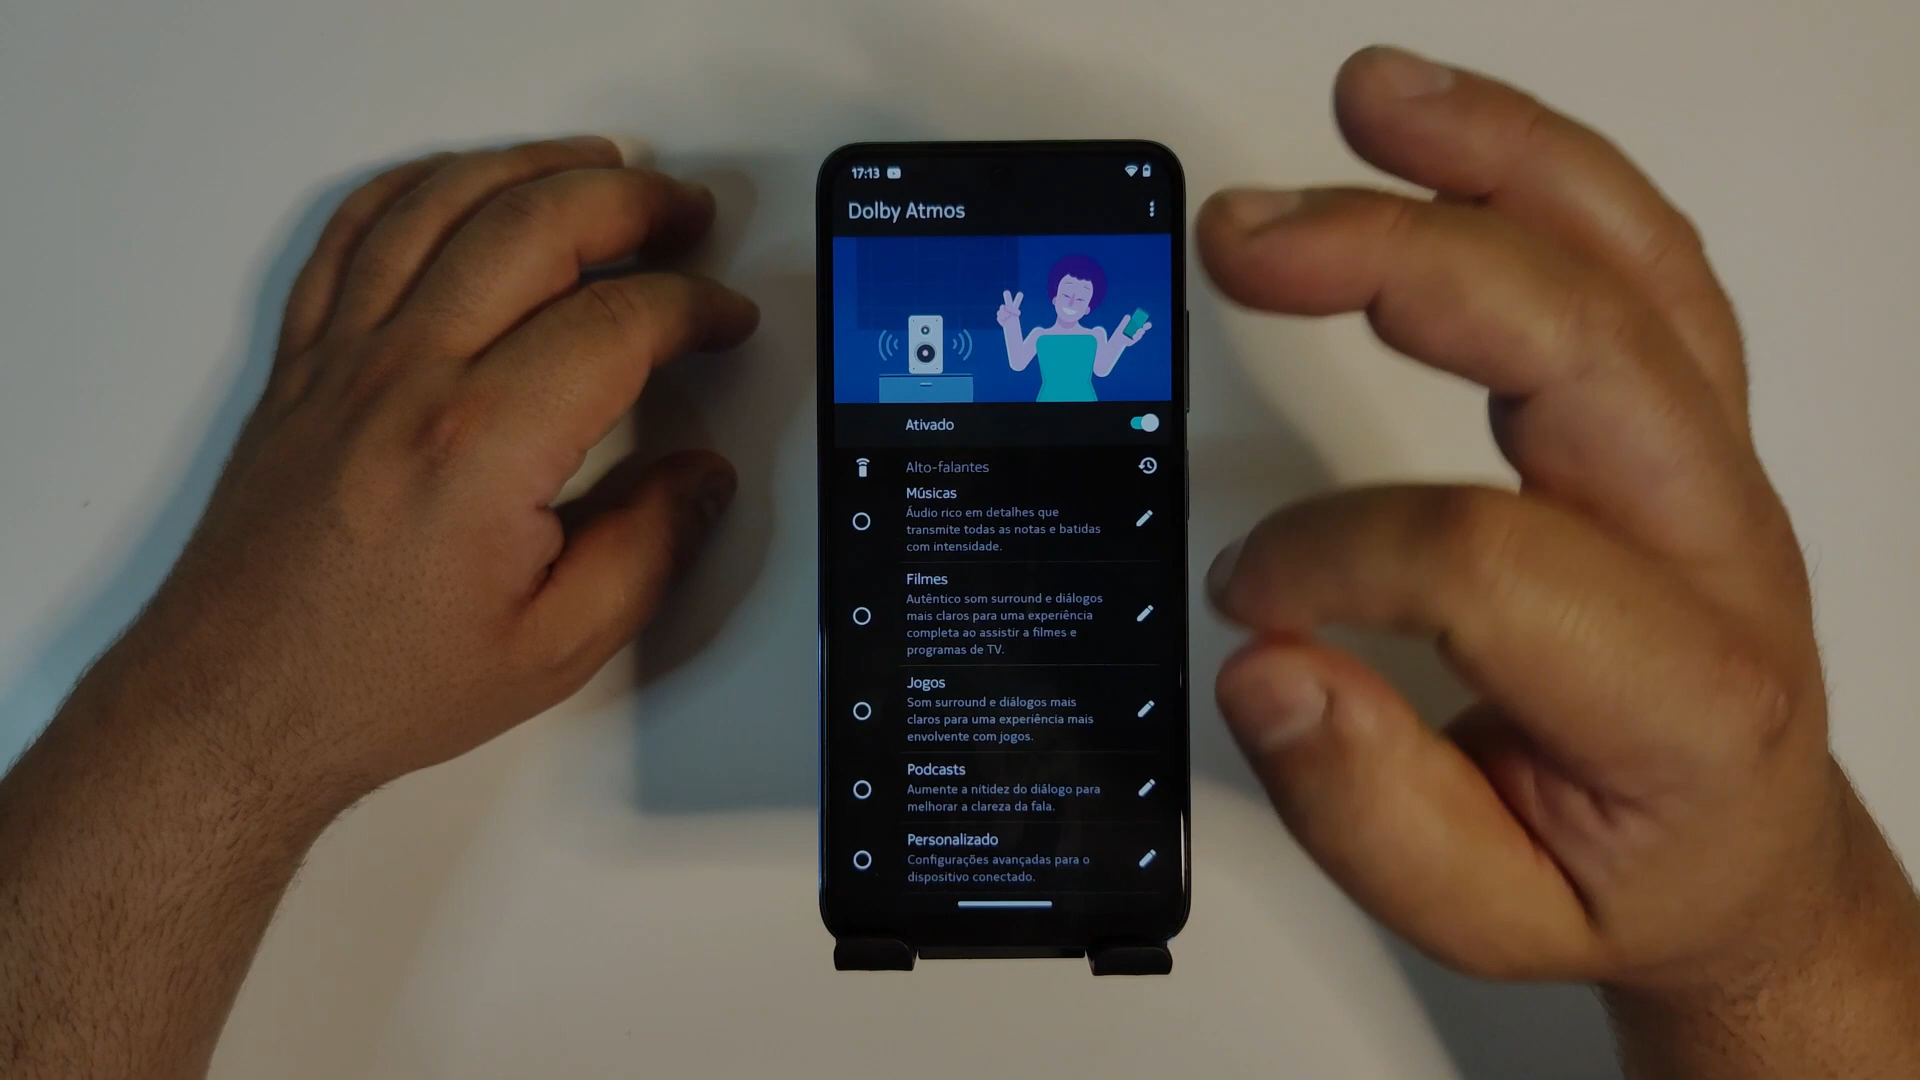 17:13
Dolby Atmos
Ativado
Alto-falantes
Músicas
Áudio rico em detalhes que
transmite todas as notas e batidas
com intensidade.
Filmes
Autêntico som surround e diálogos
mais claros para uma experiência
completa ao assistir a filmes e
programas de TV.
Jogos
Som surround e diálogos mais
claros para uma experiência mais
envolvente com jogos.
Podcasts
Aumente a nitidez do diálogo para
melhorar a clareza da fala.
Personalizado
Configurações avançadas para o
dispositivo conectado.